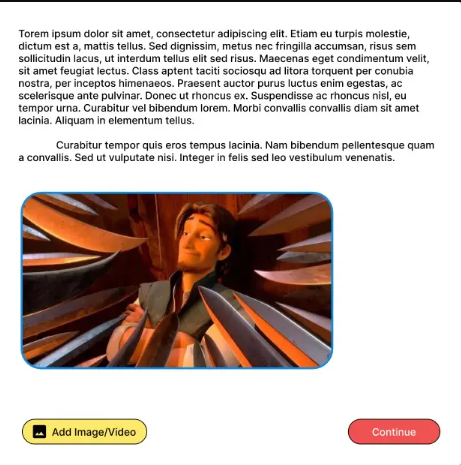 Torem ipsum dolor sit amet, consectetur adipiscing elit. Etiam eu turpis molestie,
dictum est a, mattis tellus. Sed dignissim, metus nec fringilla accumsan, risus sem
sollicitudin lacus, ut interdum tellus elit sed risus. Maecenas eget condimentum velit,
sit amet feugiat lectus. Class aptent taciti sociosqu ad litora torquent per conubia
nostra, per inceptos himenaeos. Praesent auctor purus luctus enim egestas, ac
scelerisque ante pulvinar. Donec ut rhoncus ex. Suspendisse ac rhoncus nisl, eu
tempor urna. Curabitur vel bibendum lorem. Morbi convallis convallis diam sit amet
lacinia. Aliquam in elementum tellus.
Curabitur tempor quis eros tempus lacinia. Nam bibendum pellentesque quam
a convallis. Sed ut vulputate nisi. Integer in felis sed leo vestibulum venenatis.
Add Image/Video
Continue